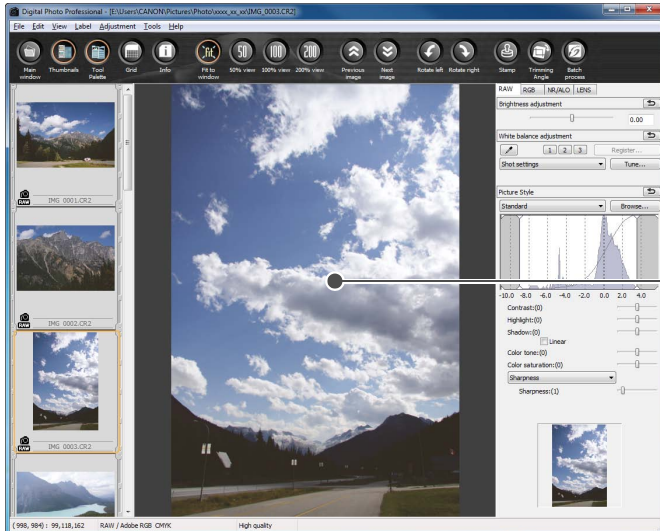 Digital Photo Professional - [E:\Users\CANON\Pictures\Photo\xxxx_xx_xx\IMG_0003.CR2]
File Edit View Label Adjustment Tools Help
50 100 200
Main window Thumbnails Tool Palette Grid Info Fit to window 50% view 100% view 200% view Previous image Next image Rotate left Rotate right Stamp Trimming Angle Batch process
RAW RGB NR/ALO LENS
Brightness adjustment
0.00
White balance adjustment
1 2 3 Register...
Shot settings Tune...
Picture Style
Standard Browse...
-10.0 -8.0 -6.0 -4.0 -2.0 0.0 2.0 4.0
Contrast:(0)
Highlight:(0)
Shadow:(0)
Linear
Color tone:(0)
Color saturation:(0)
Sharpness
Sharpness:(1)
RAW IMG_0001.CR2
RAW IMG_0002.CR2
RAW IMG_0003.CR2
(998, 984) : 99,118,162 RAW / Adobe RGB CMYK High quality